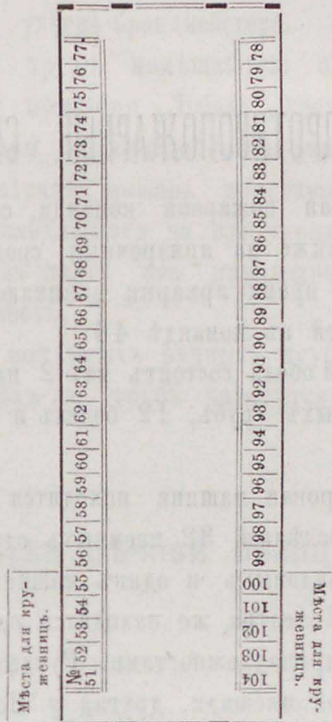 Мѣста для кру-
жевницъ.
№
51 52 53 54 55 56 57 58 59 60 61 62 63 64 65 66 67 68 69 70 71 72 73 74 75 76 77
104 103 102 101 100 99 98 97 96 95 94 93 92 91 90 89 88 87 86 85 84 83 82 81 80 79 78
Мѣста для кру-
жевницъ.